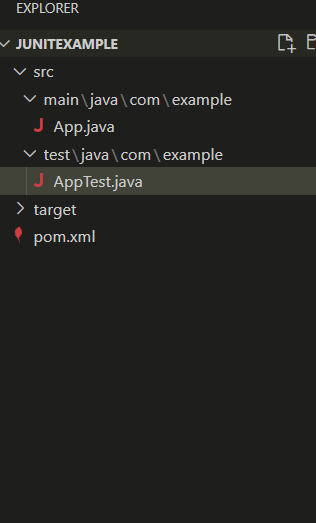 EXPLORER
JUNITEXAMPLE
src
main\java\com\example
J App.java
test\java\com\example
J AppTest.java
target
pom.xml